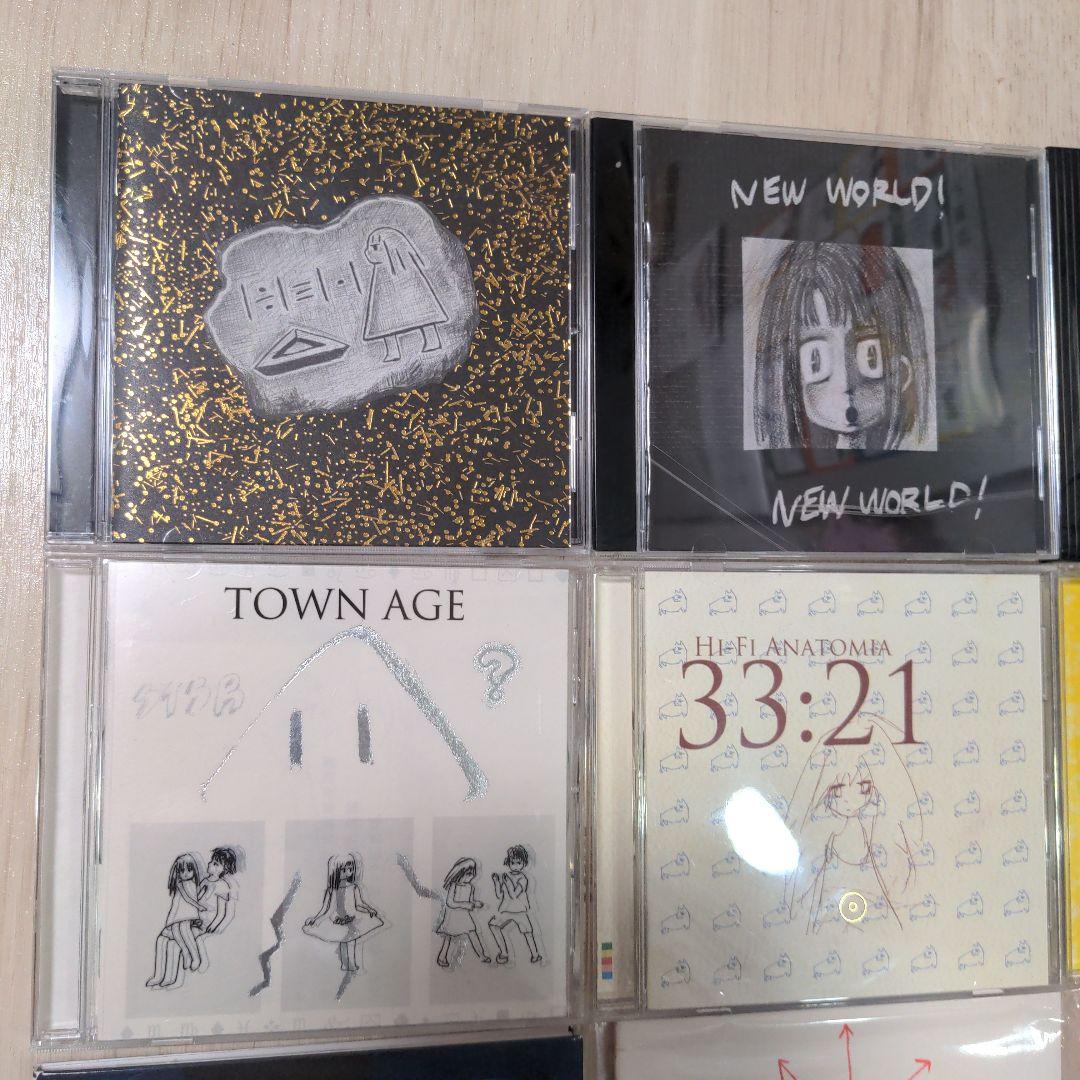 NEW WORLD!
NEW WORLD!
TOWN AGE
?
HI-FI ANATOMIA
33:21